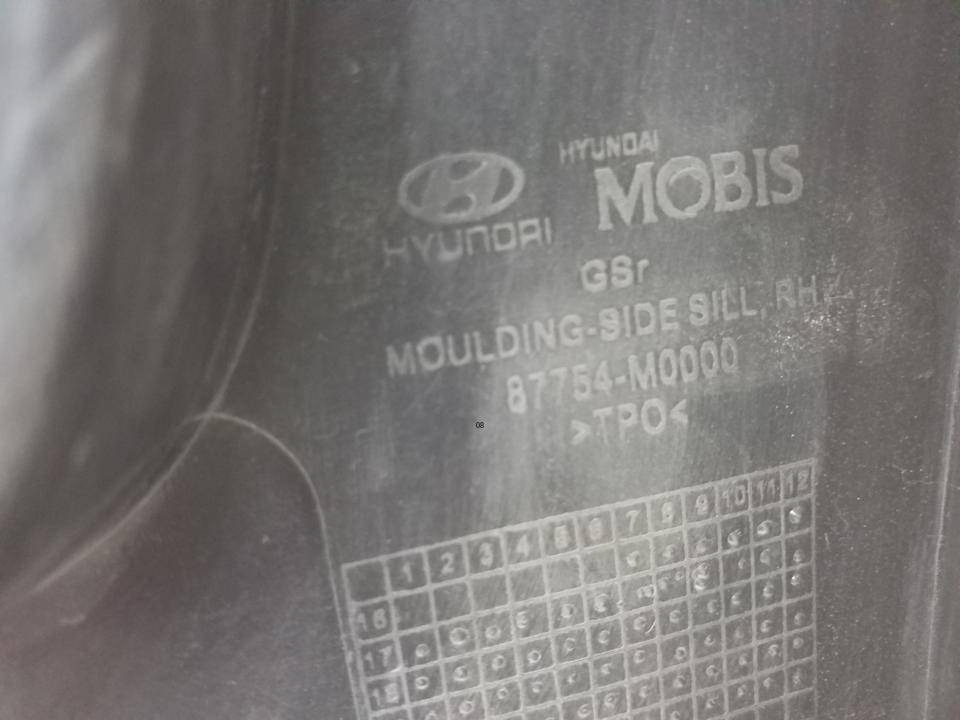 HYUNDAI
MOBIS
HYUNDAI
GSr
MOULDING-SIDE SILL, RH
87754-M0000
>TPO<
08
1 2 3 4 5 6 7 8 9 10 11 12
16
17
18